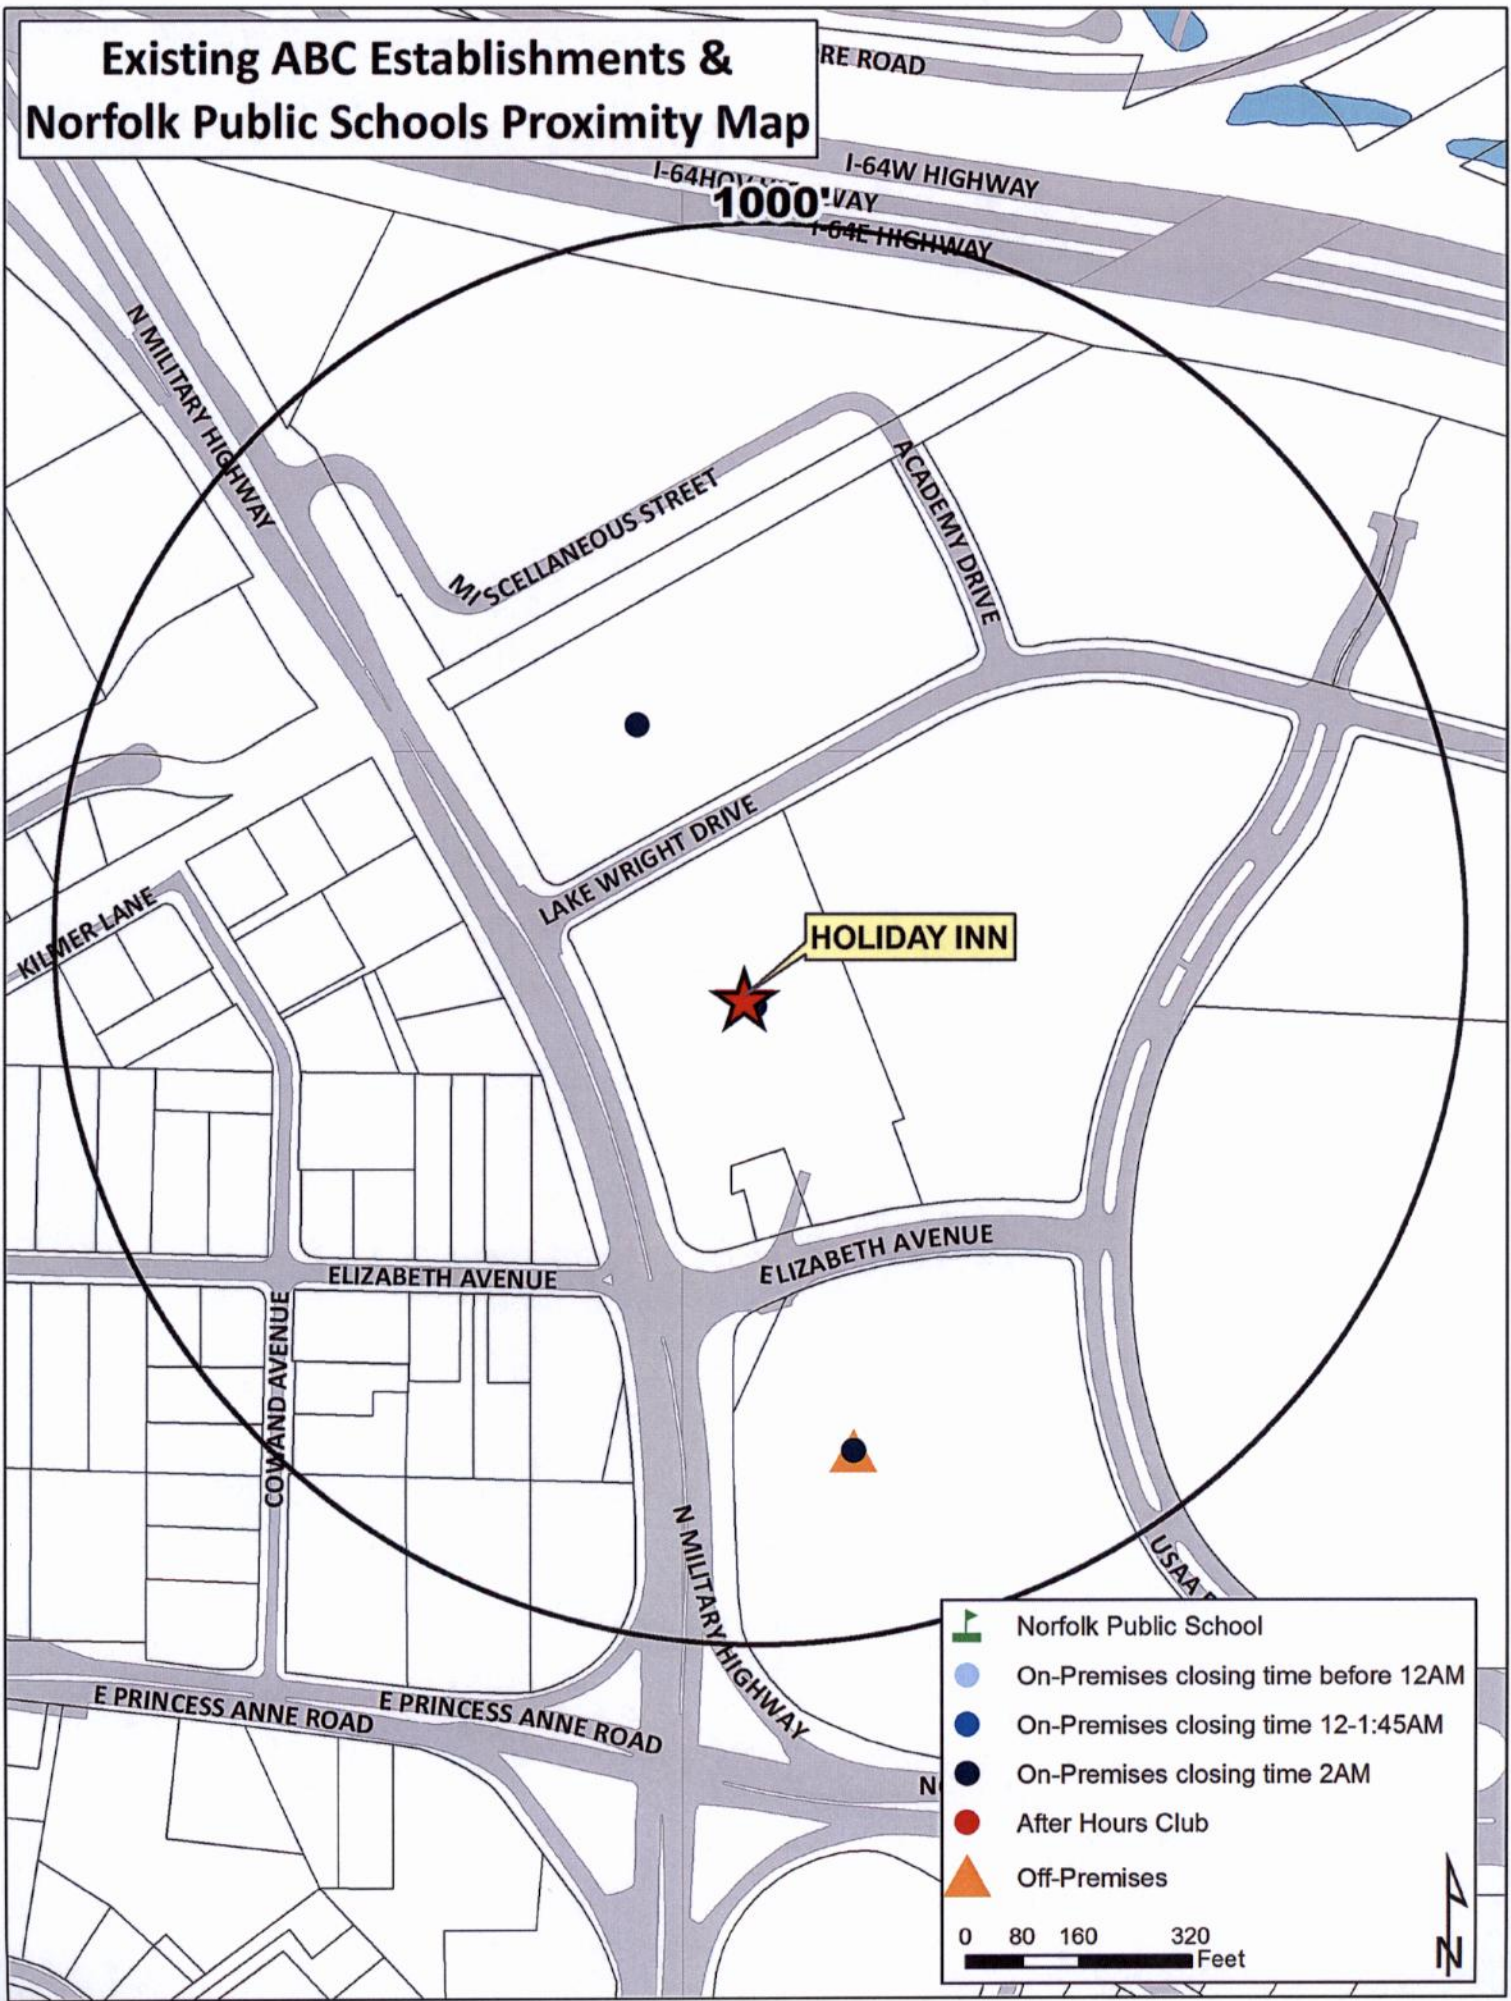 Existing ABC Establishments &
Norfolk Public Schools Proximity Map
RE ROAD
I-64W HIGHWAY
1000'
I-64E HIGHWAY
N MILITARY HIGHWAY
MISCELLANEOUS STREET
ACADEMY DRIVE
LAKE WRIGHT DRIVE
KILMER LANE
HOLIDAY INN
ELIZABETH AVENUE
ELIZABETH AVENUE
COWAND AVENUE
N MILITARY HIGHWAY
USAA
E PRINCESS ANNE ROAD
E PRINCESS ANNE ROAD
Norfolk Public School
On-Premises closing time before 12AM
On-Premises closing time 12-1:45AM
On-Premises closing time 2AM
After Hours Club
Off-Premises
0 80 160 320
Feet
N